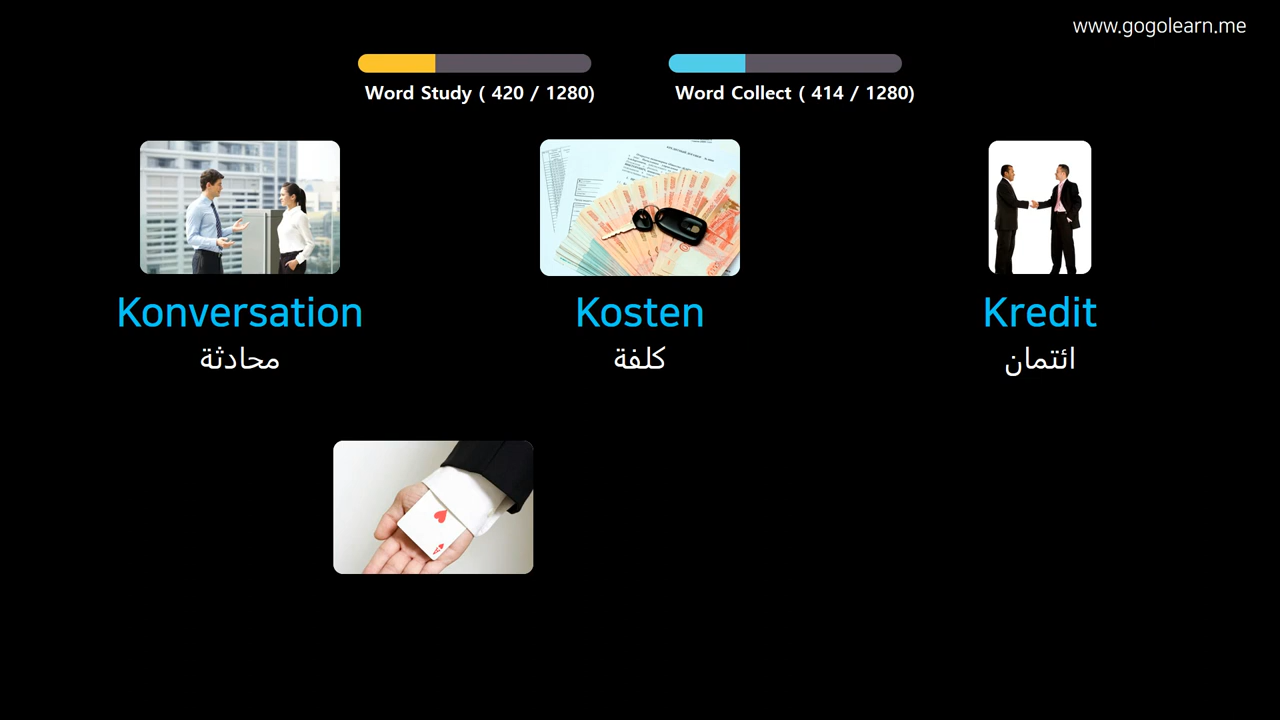 www.gogolearn.me
Word Study ( 420 / 1280)
Word Collect ( 414 / 1280)
Konversation
محادثة
Kosten
كلفة
Kredit
ائتمان